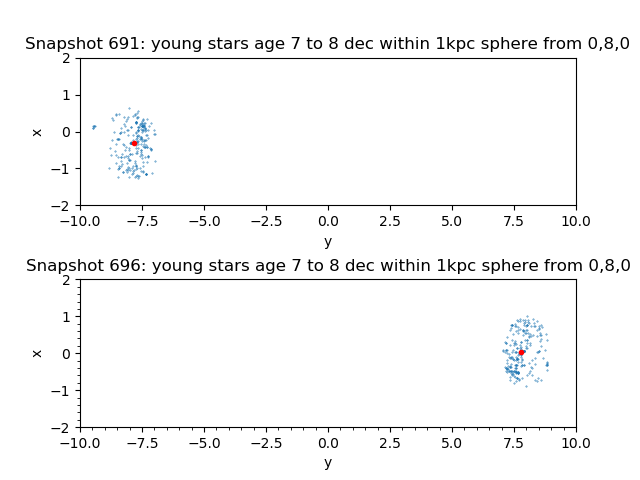 Snapshot 691: young stars age 7 to 8 dec within 1kpc sphere from 0,8,0
2
1
0
−1
−2
x
−10.0 −7.5 −5.0 −2.5 0.0 2.5 5.0 7.5 10.0
y
Snapshot 696: young stars age 7 to 8 dec within 1kpc sphere from 0,8,0
2
1
0
−1
−2
x
−10.0 −7.5 −5.0 −2.5 0.0 2.5 5.0 7.5 10.0
y